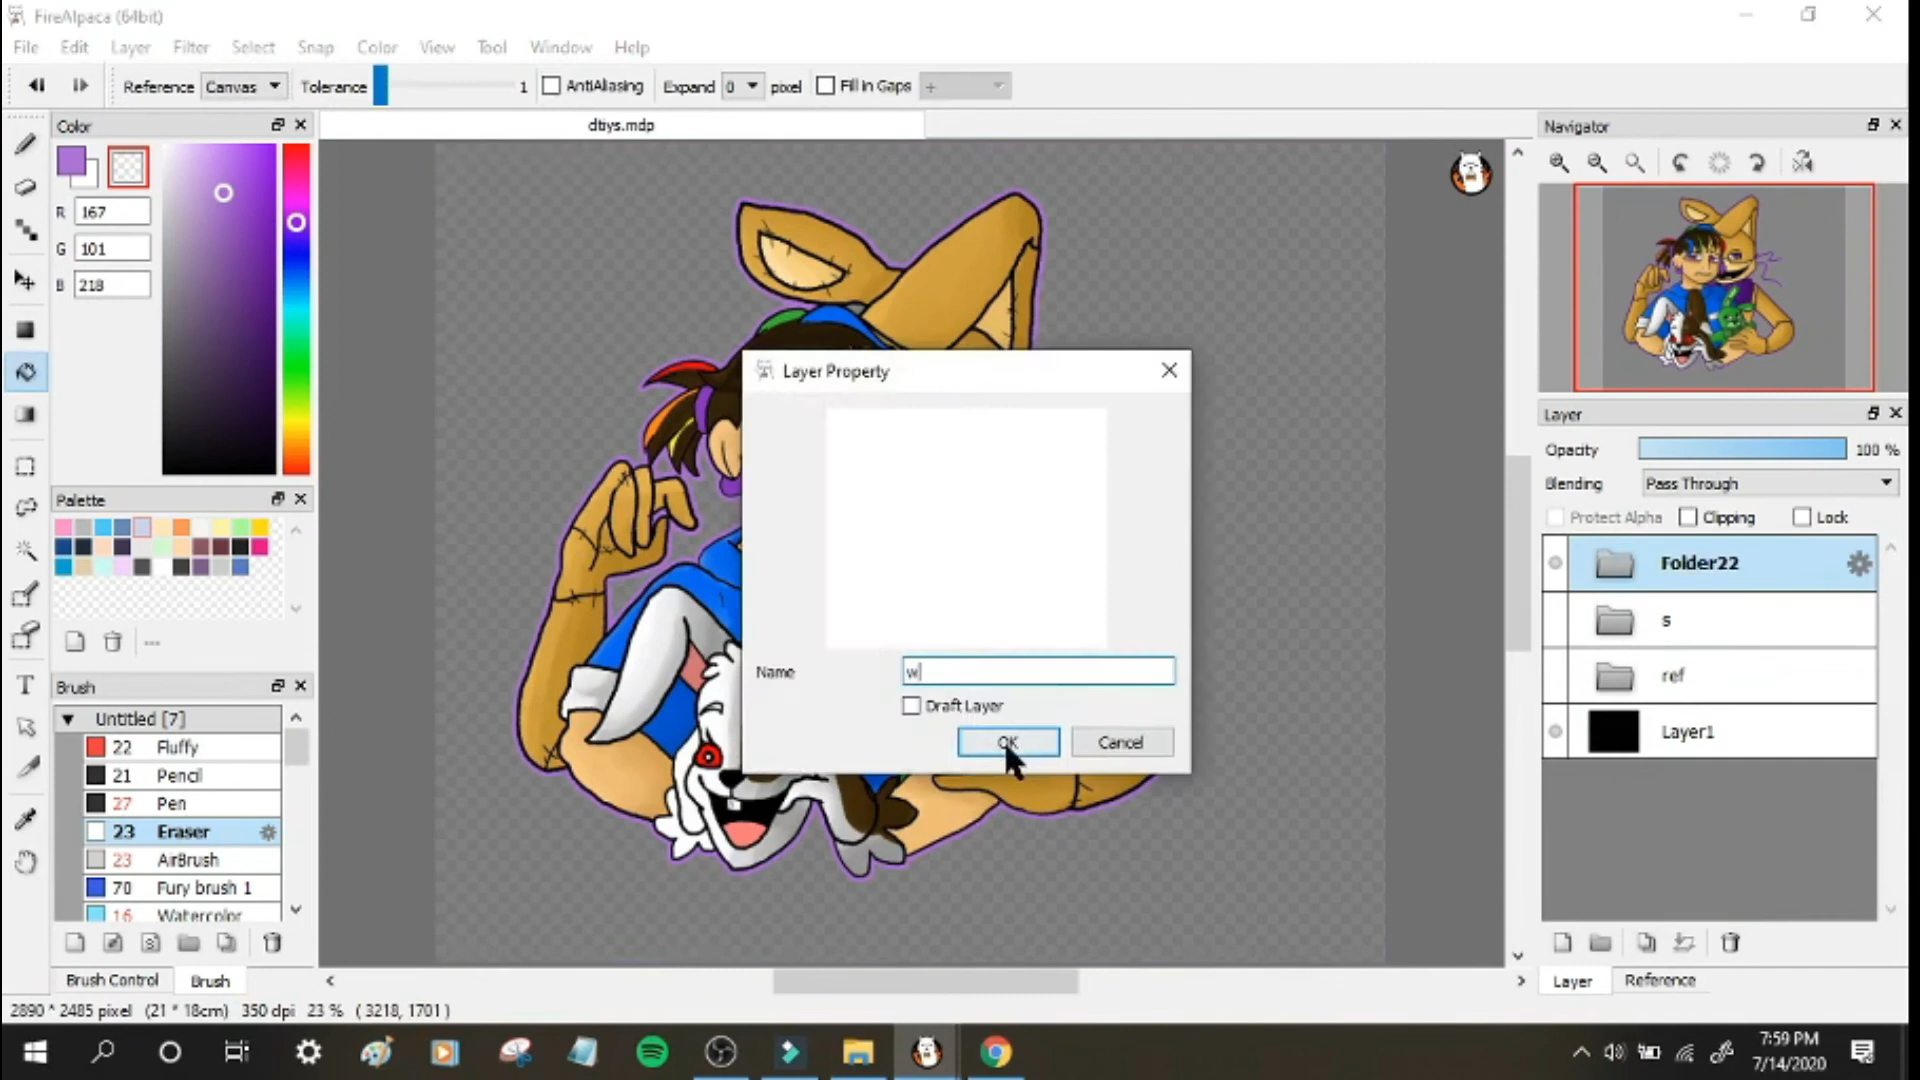 FireAlpaca (64bit)
File Edit Layer Filter Select Snap Color View Tool Window Help
Reference Canvas Tolerance 1 AntiAliasing Expand 0 pixel Fill in Gaps +
Color
dtiys.mdp
Navigator
R 167
G 101
B 218
Layer Property
Name w
Draft Layer
OK Cancel
Palette
Brush
Untitled [7]
22 Fluffy
21 Pencil
27 Pen
23 Eraser
23 AirBrush
70 Fury brush 1
16 Watercolor
Brush Control Brush
Layer
Opacity 100 %
Blending Pass Through
Protect Alpha Clipping Lock
Folder22
s
ref
Layer1
Layer Reference
2890 * 2485 pixel (21 * 18cm) 350 dpi 23 % ( 3218, 1701 )
T
7:59 PM
7/14/2020